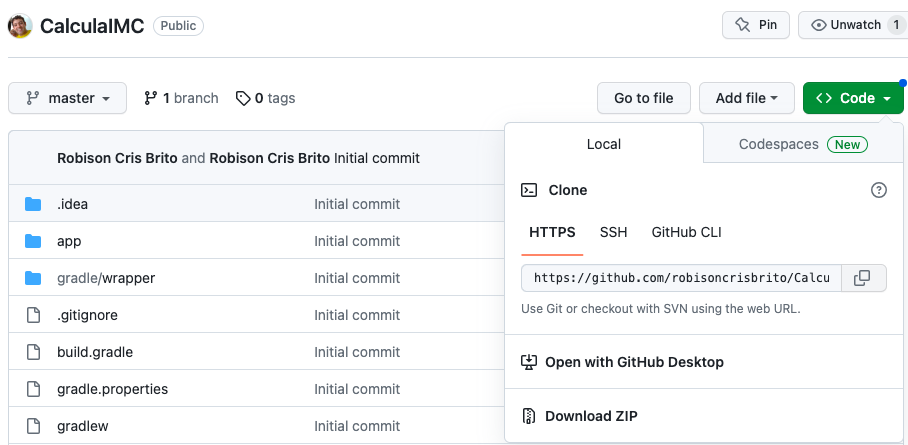 CalculaIMC Public Pin Unwatch 1
master 1 branch 0 tags Go to file Add file Code
Robison Cris Brito and Robison Cris Brito Initial commit
.idea Initial commit
app Initial commit
gradle/wrapper Initial commit
.gitignore Initial commit
build.gradle Initial commit
gradle.properties Initial commit
gradlew Initial commit
Local Codespaces New
Clone
HTTPS SSH GitHub CLI
https://github.com/robisoncrisbrito/Calcu
Use Git or checkout with SVN using the web URL.
Open with GitHub Desktop
Download ZIP